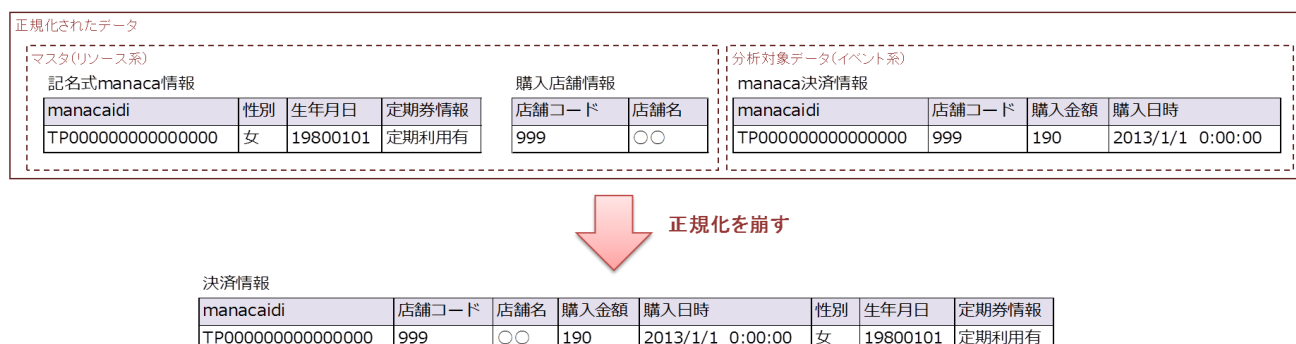 正規化されたデータ
マスタ(リソース系)
記名式manaca情報
manacaidi 性別 生年月日 定期券情報
TP000000000000000 女 19800101 定期利用有
購入店舗情報
店舗コード 店舗名
999 ○○
分析対象データ(イベント系)
manaca決済情報
manacaidi 店舗コード 購入金額 購入日時
TP000000000000000 999 190 2013/1/1 0:00:00
正規化を崩す
決済情報
manacaidi 店舗コード 店舗名 購入金額 購入日時 性別 生年月日 定期券情報
TP000000000000000 999 ○○ 190 2013/1/1 0:00:00 女 19800101 定期利用有